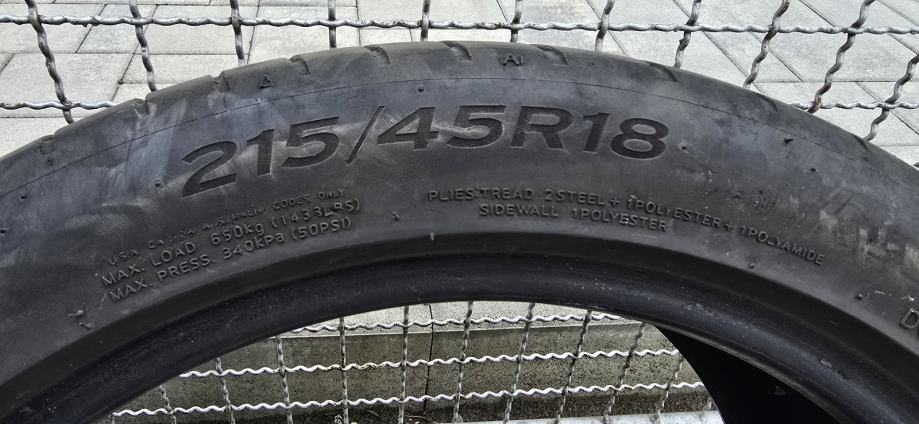 215/45R18
U.S.A. CANADA AUSTRALIA CODES ONLY
MAX. LOAD 650kg (1433LBS)
MAX. PRESS. 340kPa (50PSI)
PLIES:TREAD 2STEEL + 1POLYESTER + 1POLYAMIDE
SIDEWALL 1POLYESTER
D